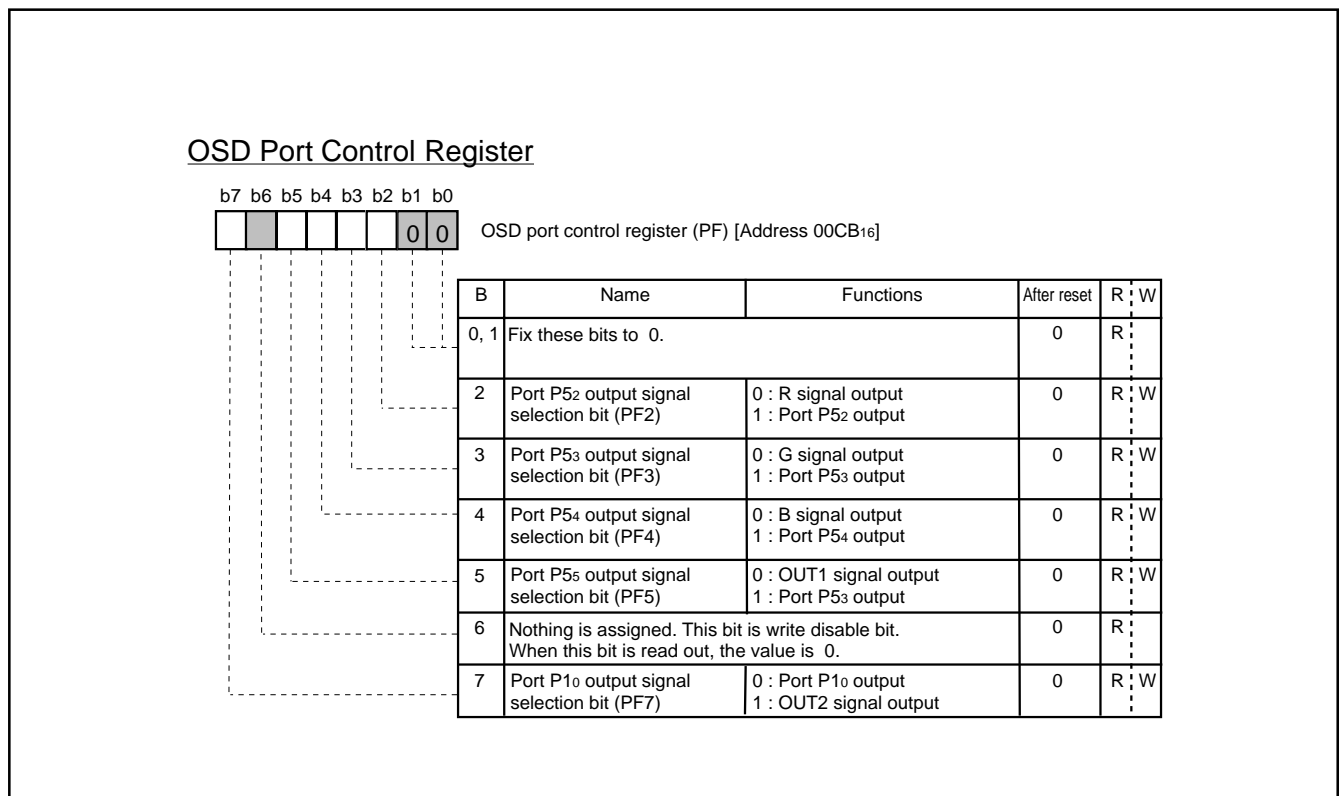 OSD Port Control Register
b7 b6 b5 b4 b3 b2 b1 b0
0 0
OSD port control register (PF) [Address 00CB16]
B Name Functions After reset R W
0, 1 Fix these bits to 0. 0 R
2 Port P52 output signal 0 : R signal output 0 R W
selection bit (PF2) 1 : Port P52 output
3 Port P53 output signal 0 : G signal output 0 R W
selection bit (PF3) 1 : Port P53 output
4 Port P54 output signal 0 : B signal output 0 R W
selection bit (PF4) 1 : Port P54 output
5 Port P55 output signal 0 : OUT1 signal output 0 R W
selection bit (PF5) 1 : Port P53 output
6 Nothing is assigned. This bit is write disable bit. 0 R
When this bit is read out, the value is 0.
7 Port P10 output signal 0 : Port P10 output 0 R W
selection bit (PF7) 1 : OUT2 signal output